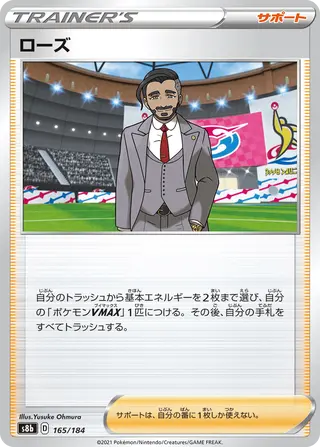 TRAINER'S
サポート
ローズ
自分のトラッシュから基本エネルギーを2枚まで選び、自分
の「ポケモンVMAX」1匹につける。その後、自分の手札を
すべてトラッシュする。
Illus.Yusuke Ohmura
s8b D 165/184
サポートは、自分の番に1枚しか使えない。
©2021 Pokémon/Nintendo/Creatures/GAME FREAK.